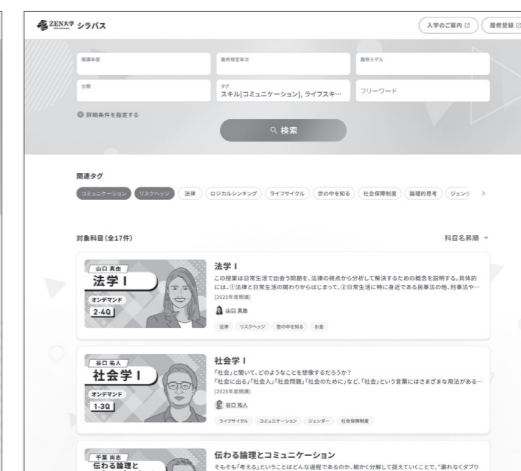 ZEN大学 シラバス
入学のご案内
履修登録
開講年度
履修想定年次
履修モデル
分野
タグ
スキル[コミュニケーション], ライフスキ…
フリーワード
詳細条件を指定する
検索
関連タグ
コミュニケーション リスクヘッジ 法律 ロジカルシンキング ライフサイクル 世の中を知る 社会保障制度 論理的思考 ジェンダ
対象科目(全17件)
科目名昇順
山口 真由
法学 I
オンデマンド
2·4Q
法学 I
この授業は日常生活で出会う問題を、法律の視点から分析して解決するための概念を説明する。具体的
には、①法律と日常生活の関わりからはじまって、②日常生活に特に身近である民事法の他、刑事法や…
[2025年度開講]
山口 真由
法律 リスクヘッジ 世の中を知る お金
谷口 祐人
社会学 I
オンデマンド
1·3Q
社会学 I
「社会」と聞いて、どのようなことを想像するだろうか?
「社会に出る」「社会人」「社会問題」「社会のために」など、「社会」という言葉にはさまざまな用法がある…
[2025年度開講]
谷口 祐人
ライフサイクル コミュニケーション ジェンダー 社会保障制度
千葉 尚志
伝わる論理と
伝わる論理とコミュニケーション
そもそも「考える」ということはどんな過程であるのか、細かく分解して捉えていくことで、"漏れなくダブり